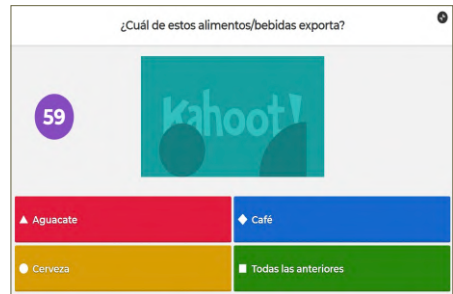 ¿Cuál de estos alimentos/bebidas exporta?
59
Kahoot!
Aguacate
Café
Cerveza
Todas las anteriores